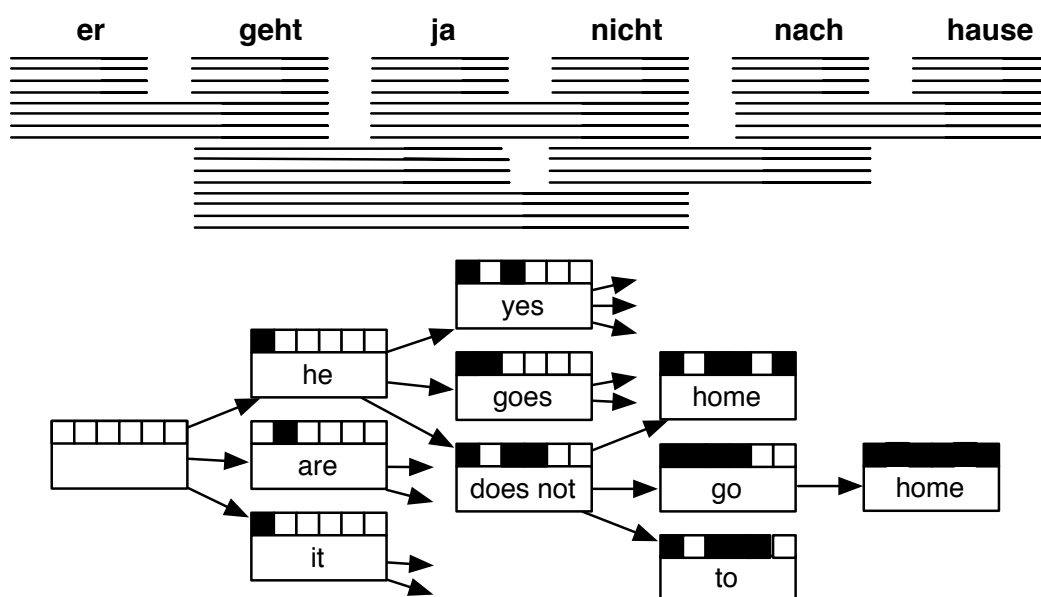 er geht ja nicht nach hause
yes
he
goes
home
are
does not
go
home
it
to